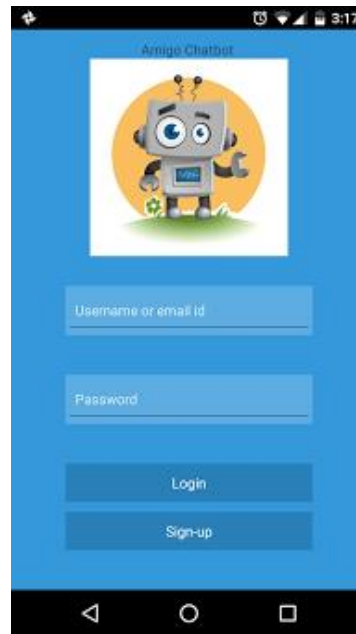 3:17
Amigo Chatbot
Username or email id
Password
Login
Sign-up